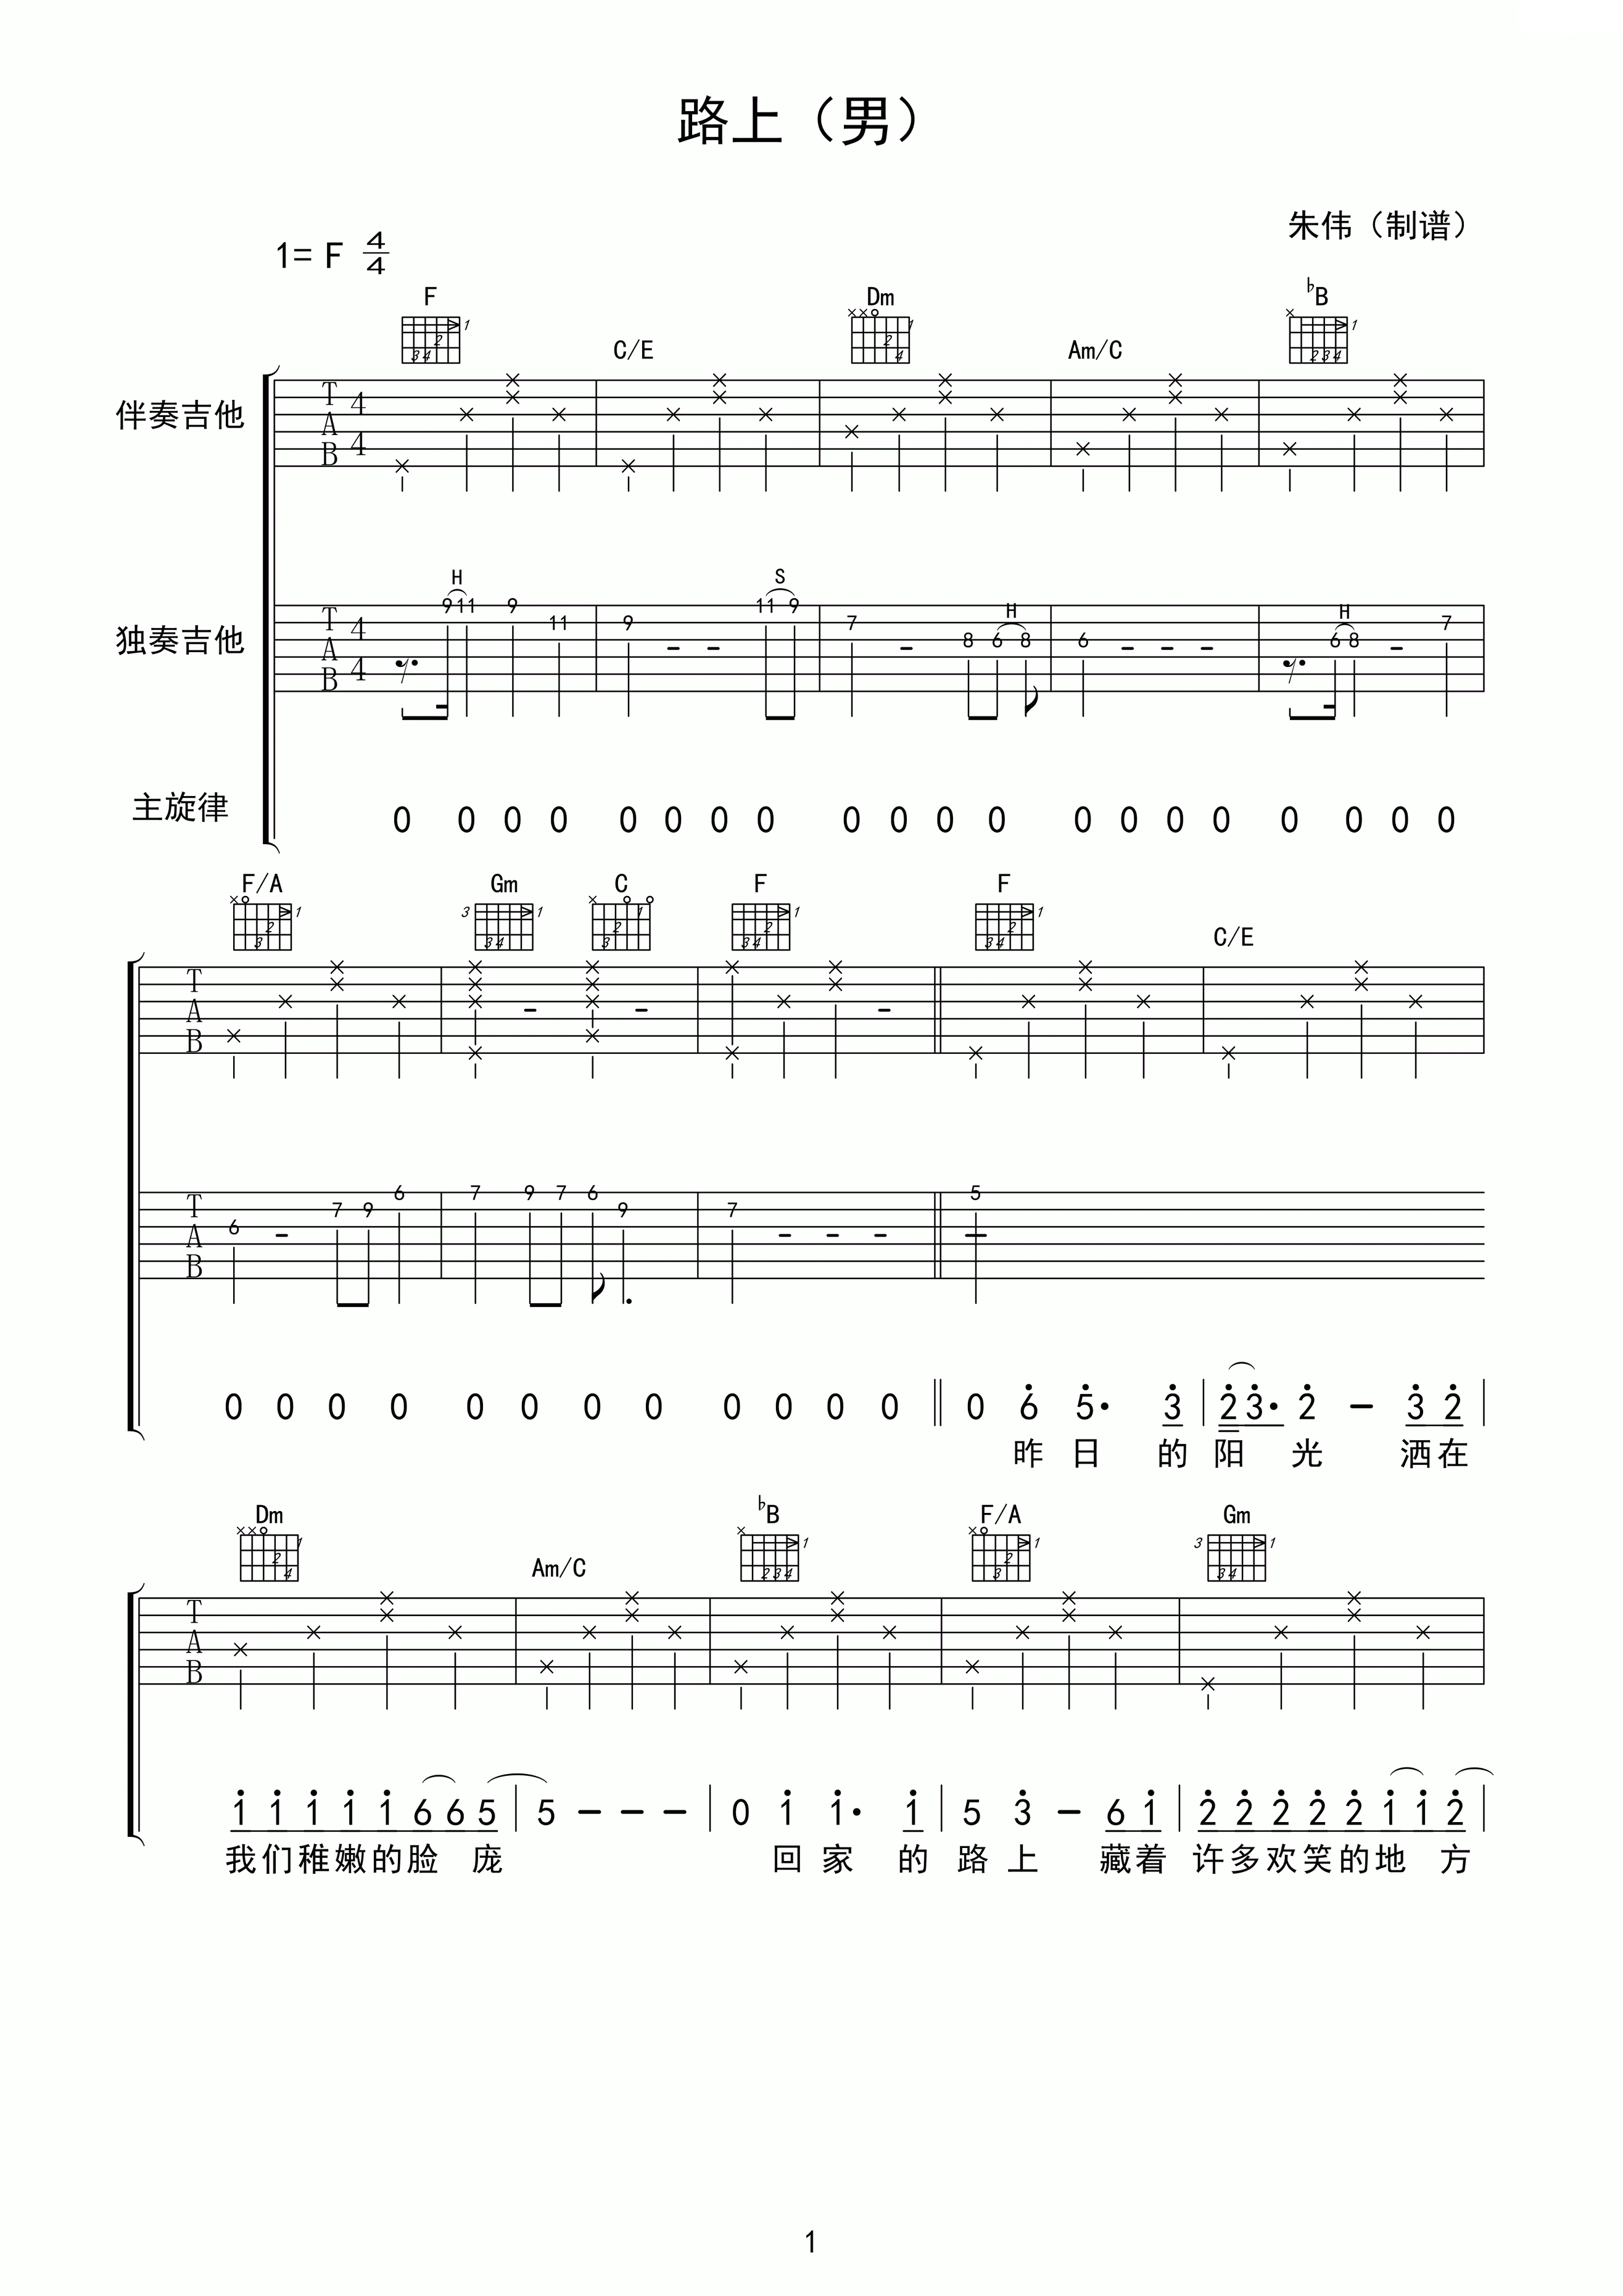 路上（男）
朱伟（制谱）
1= F 4/4
F C/E Dm Am/C ♭B
伴奏吉他
T A B 4 4
H S H H
独奏吉他
T A B 4 4
9 11 9 11 9 11 9 7 8 6 8 6 6 8 7
主旋律
0 0 0 0 0 0 0 0 0 0 0 0 0 0 0 0 0 0 0 0
F/A Gm C F F C/E
T A B
T A B
6 - 7 9 6 7 9 7 6 9 7 - - - 5
0 0 0 0 0 0 0 0 0 0 0 0 0 6 5· 3 2 3· 2 - 3 2
昨 日 的 阳 光 洒在
Dm Am/C ♭B F/A Gm
T A B
1 1 1 1 1 6 6 5 5 - - - 0 1 1· 1 5 3 - 6 1 2 2 2 2 2 1 1 2
我们稚嫩的脸 庞 回 家 的 路 上 藏着 许多欢笑的地 方
1